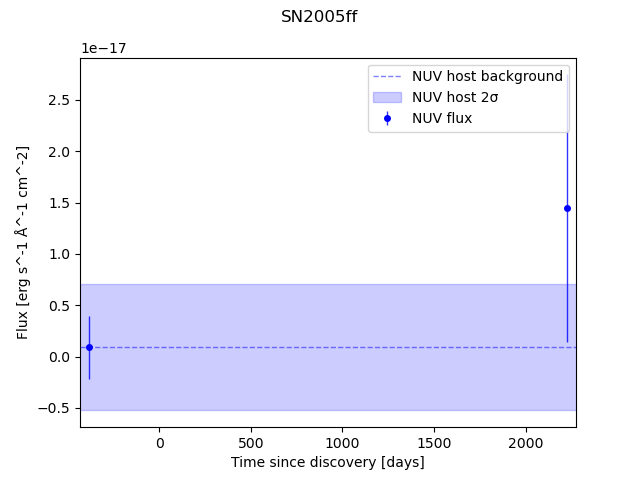 SN2005ff
1e−17
NUV host background
NUV host 2σ
NUV flux
2.5
2.0
1.5
1.0
0.5
0.0
−0.5
Flux [erg s^-1 Å^-1 cm^-2]
0
500
1000
1500
2000
Time since discovery [days]